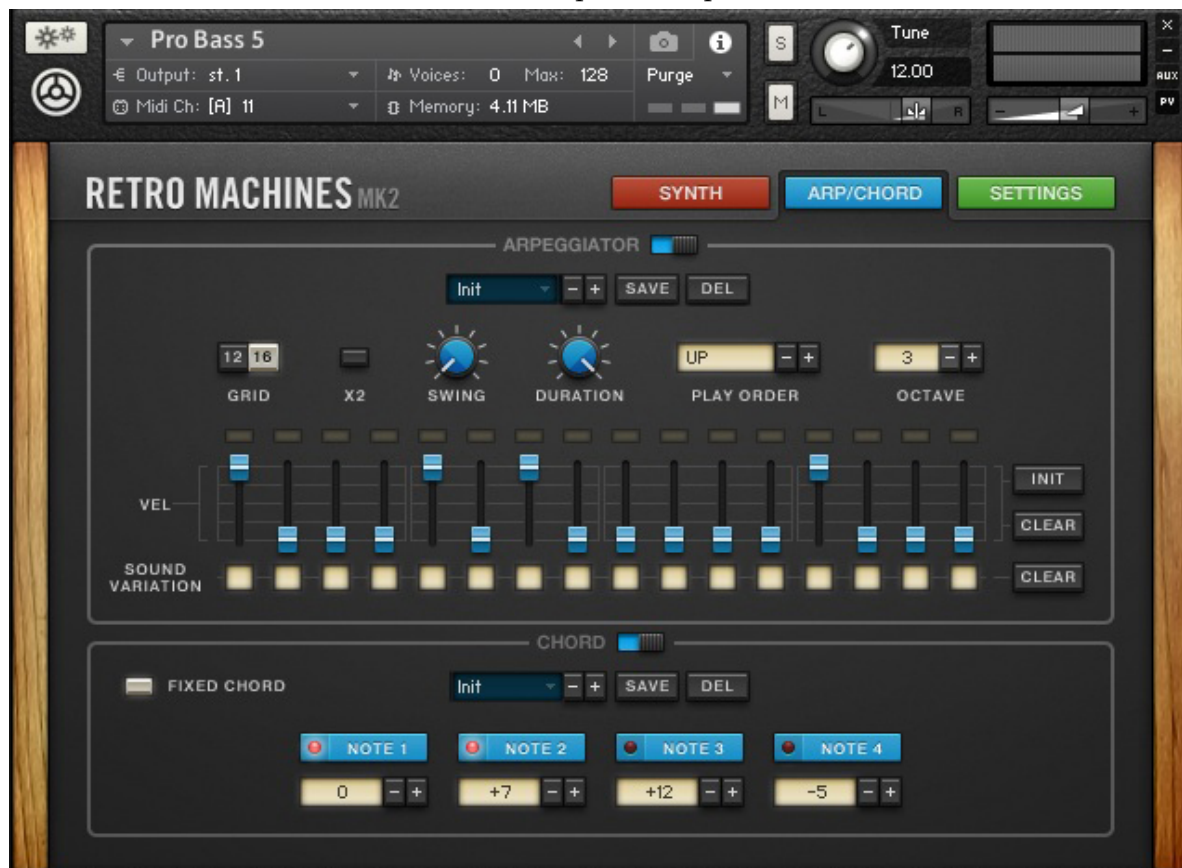 Pro Bass 5
Output: st. 1
Voices: 0 Max: 128
Purge
Midi Ch: [A] 11
Memory: 4.11 MB
S
M
Tune
12.00
L R
- +
X
-
AUX
PV
RETRO MACHINES MK2
SYNTH
ARP/CHORD
SETTINGS
ARPEGGIATOR
Init - + SAVE DEL
12 16 UP - + 3 - +
GRID X2 SWING DURATION PLAY ORDER OCTAVE
INIT
VEL
CLEAR
SOUND
VARIATION
CLEAR
CHORD
FIXED CHORD
Init - + SAVE DEL
NOTE 1 NOTE 2 NOTE 3 NOTE 4
0 - + +7 - + +12 - + -5 - +